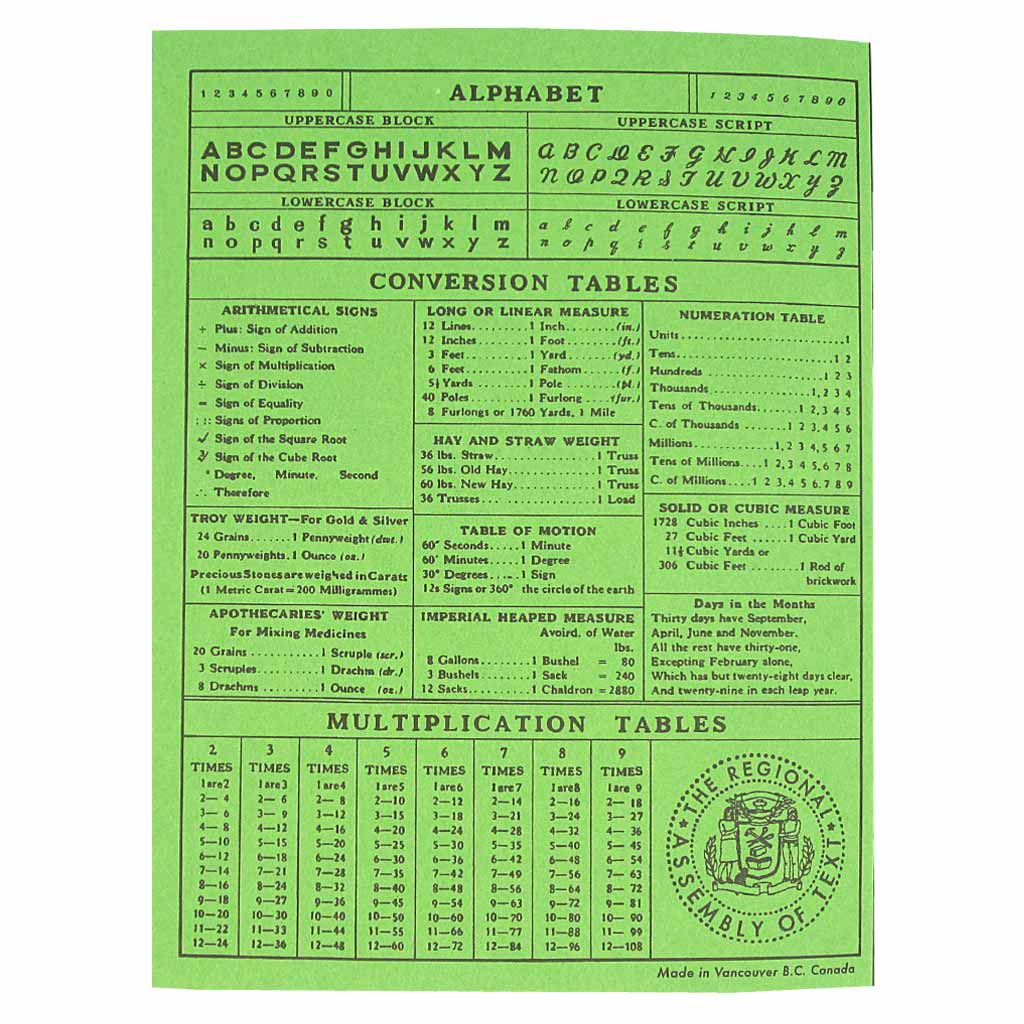 1 2 3 4 5 6 7 8 9 0
ALPHABET
1 2 3 4 5 6 7 8 9 0
UPPERCASE BLOCK
A B C D E F G H I J K L M
N O P Q R S T U V W X Y Z
UPPERCASE SCRIPT
A B C D E F G H I J K L M
N O P Q R S T U V W X Y Z
LOWERCASE BLOCK
a b c d e f g h i j k l m
n o p q r s t u v w x y z
LOWERCASE SCRIPT
a b c d e f g h i j k l m
n o p q r s t u v w x y z
CONVERSION TABLES
ARITHMETICAL SIGNS
+ Plus: Sign of Addition
− Minus: Sign of Subtraction
× Sign of Multiplication
÷ Sign of Division
= Sign of Equality
: :: Signs of Proportion
√ Sign of the Square Root
∛ Sign of the Cube Root
° Degree, Minute, Second
∴ Therefore
TROY WEIGHT—For Gold & Silver
24 Grains.......1 Pennyweight (dwt.)
20 Pennyweights.1 Ounce (oz.)
Precious Stones are weighed in Carats
(1 Metric Carat=200 Milligrammes)
APOTHECARIES' WEIGHT
For Mixing Medicines
20 Grains ..........1 Scruple (scr.)
3 Scruples..........1 Drachm (dr.)
8 Drachms .........1 Ounce (oz.)
LONG OR LINEAR MEASURE
12 Lines.........1 Inch.......(in.)
12 Inches........1 Foot.......(ft.)
3 Feet...........1 Yard.......(yd.)
6 Feet...........1 Fathom.....(f.)
5½ Yards ........1 Pole.......(pl.)
40 Poles.........1 Furlong....(fur.)
8 Furlongs or 1760 Yards, 1 Mile
HAY AND STRAW WEIGHT
36 lbs. Straw..............1 Truss
56 lbs. Old Hay............1 Truss
60 lbs. New Hay............1 Truss
36 Trusses.................1 Load
TABLE OF MOTION
60″ Seconds.....1 Minute
60′ Minutes.....1 Degree
30° Degrees.....1 Sign
12s Signs or 360° the circle of the earth
IMPERIAL HEAPED MEASURE
Avoird. of Water
lbs.
8 Gallons........1 Bushel = 80
3 Bushels........1 Sack = 240
12 Sacks.........1 Chaldron = 2880
NUMERATION TABLE
Units.............................1
Tens............................1 2
Hundreds ......................1 2 3
Thousands..................1, 2 3 4
Tens of Thousands.......1 2, 3 4 5
C. of Thousands .......1 2 3, 4 5 6
Millions............1, 2 3 4, 5 6 7
Tens of Millions....1 2, 3 4 5, 6 7 8
C. of Millions....1 2 3, 4 5 6, 7 8 9
SOLID OR CUBIC MEASURE
1728 Cubic Inches ....1 Cubic Foot
27 Cubic Feet ......1 Cubic Yard
11⅓ Cubic Yards or
306 Cubic Feet ........1 Rod of
brickwork
Days in the Months
Thirty days have September,
April, June and November.
All the rest have thirty-one,
Excepting February alone,
Which has but twenty-eight days clear,
And twenty-nine in each leap year.
MULTIPLICATION TABLES
2 3 4 5 6 7 8 9
TIMES TIMES TIMES TIMES TIMES TIMES TIMES TIMES
1 are 2 1 are 3 1 are 4 1 are 5 1 are 6 1 are 7 1 are 8 1 are 9
2— 4 2— 6 2— 8 2—10 2—12 2—14 2—16 2— 18
3— 6 3— 9 3—12 3—15 3—18 3—21 3—24 3— 27
4— 8 4—12 4—16 4—20 4—24 4—28 4—32 4— 36
5—10 5—15 5—20 5—25 5—30 5—35 5—40 5— 45
6—12 6—18 6—24 6—30 6—36 6—42 6—48 6— 54
7—14 7—21 7—28 7—35 7—42 7—49 7—56 7— 63
8—16 8—24 8—32 8—40 8—48 8—56 8—64 8— 72
9—18 9—27 9—36 9—45 9—54 9—63 9—72 9— 81
10—20 10—30 10—40 10—50 10—60 10—70 10—80 10— 90
11—22 11—33 11—44 11—55 11—66 11—77 11—88 11— 99
12—24 12—36 12—48 12—60 12—72 12—84 12—96 12—108
★ THE REGIONAL ★
ASSEMBLY OF TEXT
Made in Vancouver B.C. Canada